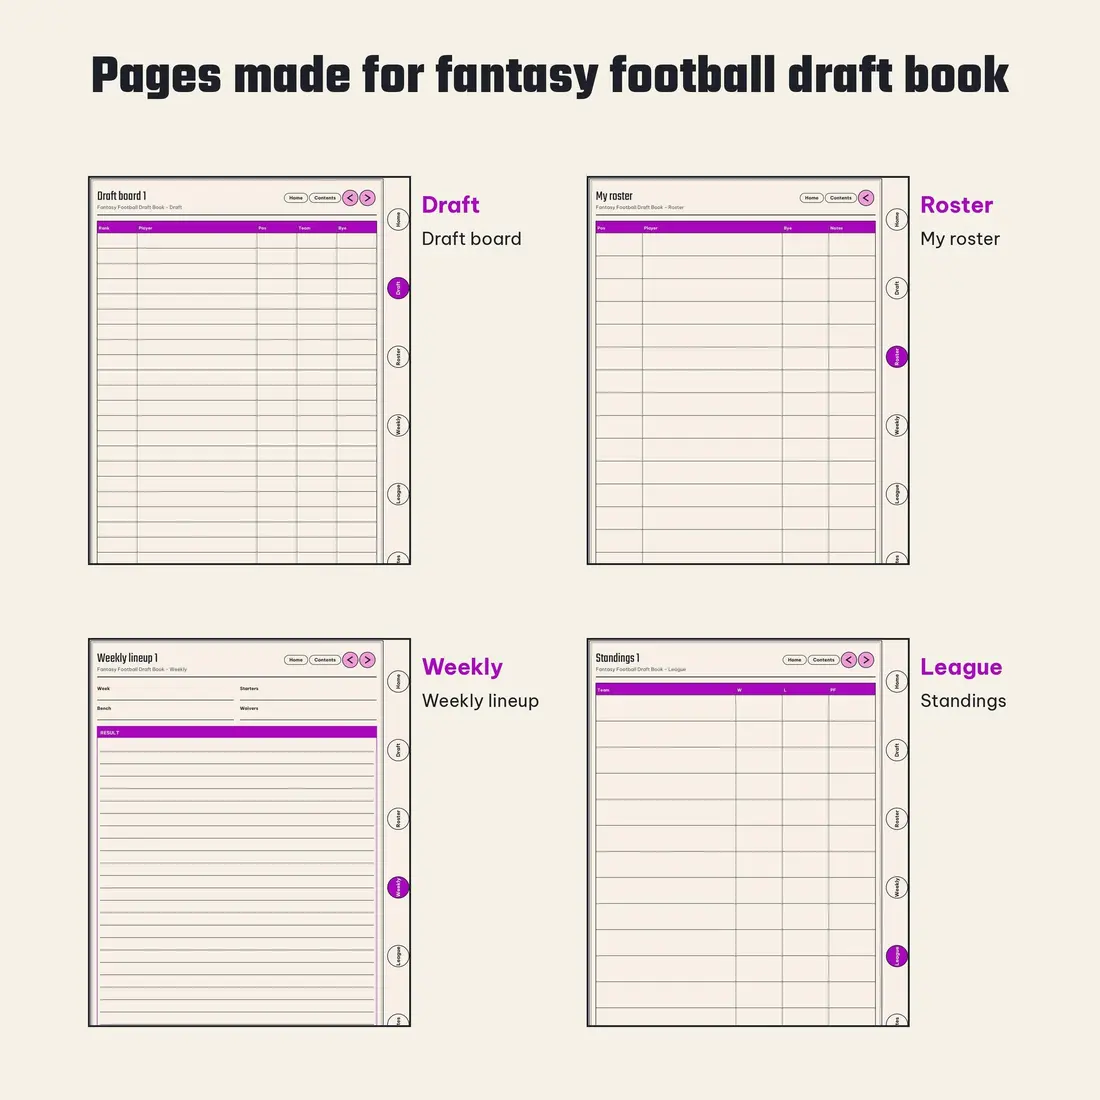 Pages made for fantasy football draft book
Draft board 1
Fantasy Football Draft Book - Draft
Home
Contents
<
>
Rank
Player
Pos
Team
Bye
Home
Draft
Roster
Weekly
League
Draft
Draft board
My roster
Fantasy Football Draft Book - Roster
Home
Contents
<
Pos
Player
Bye
Notes
Home
Draft
Roster
Weekly
League
Roster
My roster
Weekly lineup 1
Fantasy Football Draft Book - Weekly
Home
Contents
<
>
Week
Starters
Bench
Waivers
RESULT
Home
Draft
Roster
Weekly
League
Weekly
Weekly lineup
Standings 1
Fantasy Football Draft Book - League
Home
Contents
<
>
Team
W
L
PF
Home
Draft
Roster
Weekly
League
League
Standings